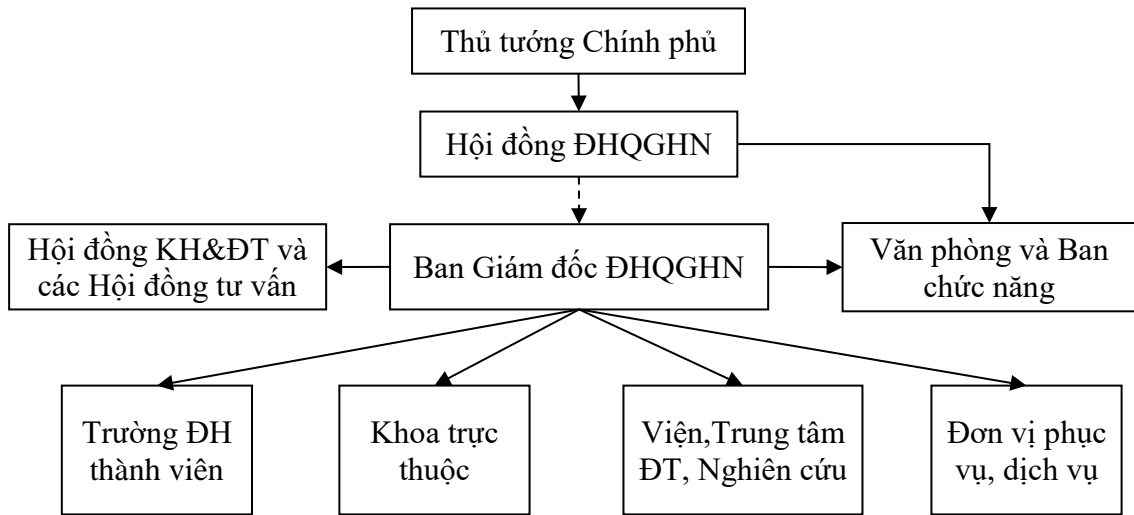 Thủ tướng Chính phủ
Hội đồng ĐHQGHN
Hội đồng KH&ĐT và
các Hội đồng tư vấn
Ban Giám đốc ĐHQGHN
Văn phòng và Ban
chức năng
Trường ĐH
thành viên
Khoa trực
thuộc
Viện,Trung tâm
ĐT, Nghiên cứu
Đơn vị phục
vụ, dịch vụ